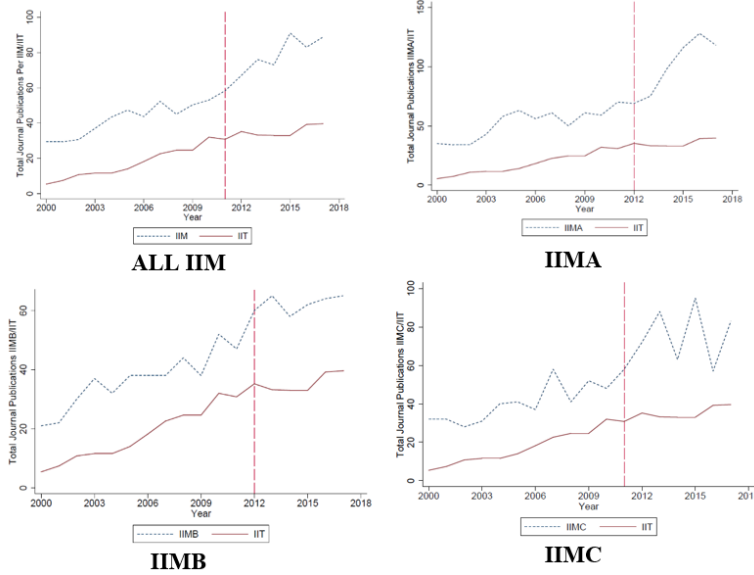 Total Journal Publications Per IIM/IIT
100
80
60
40
20
0
2000 2003 2006 2009 2012 2015 2018
Year
IIM IIT
ALL IIM
Total Journal Publications IIMA/IIT
150
100
50
0
2000 2003 2006 2009 2012 2015 2018
Year
IIMA IIT
IIMA
Total Journal Publications IIMB/IIT
60
40
20
0
2000 2003 2006 2009 2012 2015 2018
Year
IIMB IIT
IIMB
Total Journal Publications IIMC/IIT
100
80
60
40
20
0
2000 2003 2006 2009 2012 2015 201
Year
IIMC IIT
IIMC